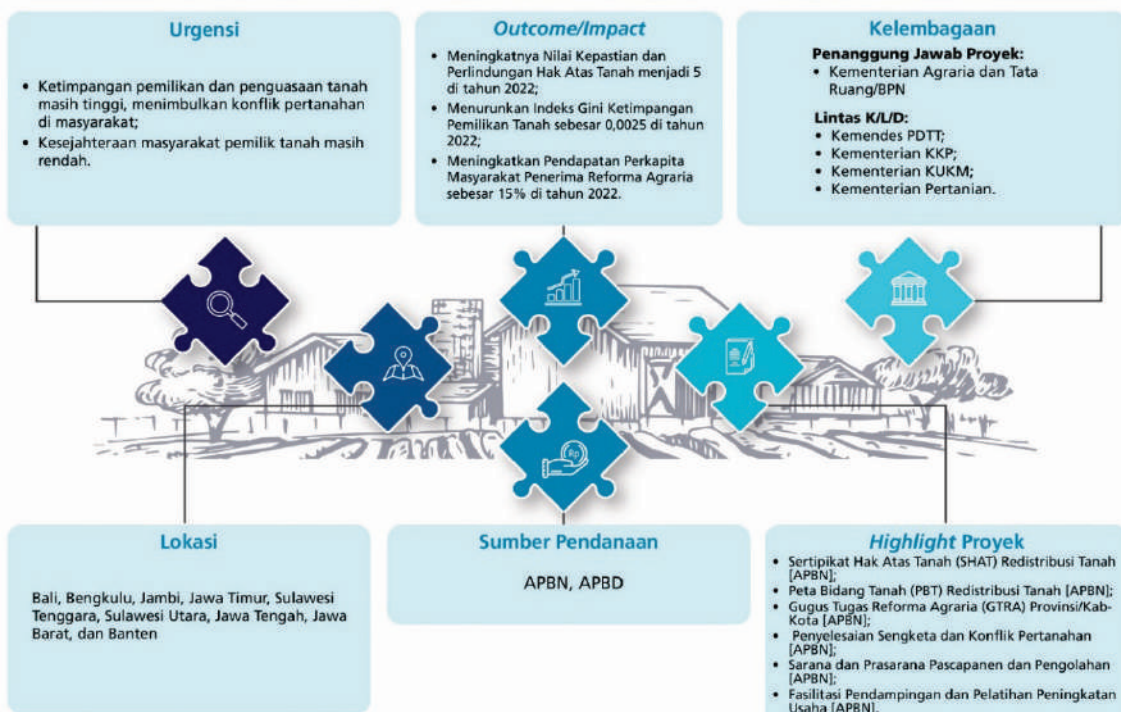 Urgensi
• Ketimpangan pemilikan dan penguasaan tanah
masih tinggi, menimbulkan konflik pertanahan
di masyarakat;
• Kesejahteraan masyarakat pemilik tanah masih
rendah.
Outcome/Impact
• Meningkatnya Nilai Kepastian dan
Perlindungan Hak Atas Tanah menjadi 5
di tahun 2022;
• Menurunkan Indeks Gini Ketimpangan
Pemilikan Tanah sebesar 0,0025 di tahun
2022;
• Meningkatkan Pendapatan Perkapita
Masyarakat Penerima Reforma Agraria
sebesar 15% di tahun 2022.
Kelembagaan
Penanggung Jawab Proyek:
• Kementerian Agraria dan Tata
Ruang/BPN
Lintas K/L/D:
• Kemendes PDTT;
• Kementerian KKP;
• Kementerian KUKM;
• Kementerian Pertanian.
Rp
Lokasi
Bali, Bengkulu, Jambi, Jawa Timur, Sulawesi
Tenggara, Sulawesi Utara, Jawa Tengah, Jawa
Barat, dan Banten
Sumber Pendanaan
APBN, APBD
Highlight Proyek
• Sertipikat Hak Atas Tanah (SHAT) Redistribusi Tanah
[APBN];
• Peta Bidang Tanah (PBT) Redistribusi Tanah [APBN];
• Gugus Tugas Reforma Agraria (GTRA) Provinsi/Kab-
Kota [APBN];
• Penyelesaian Sengketa dan Konflik Pertanahan
[APBN];
• Sarana dan Prasarana Pascapanen dan Pengolahan
[APBN];
• Fasilitasi Pendampingan dan Pelatihan Peningkatan
Usaha [APBN].